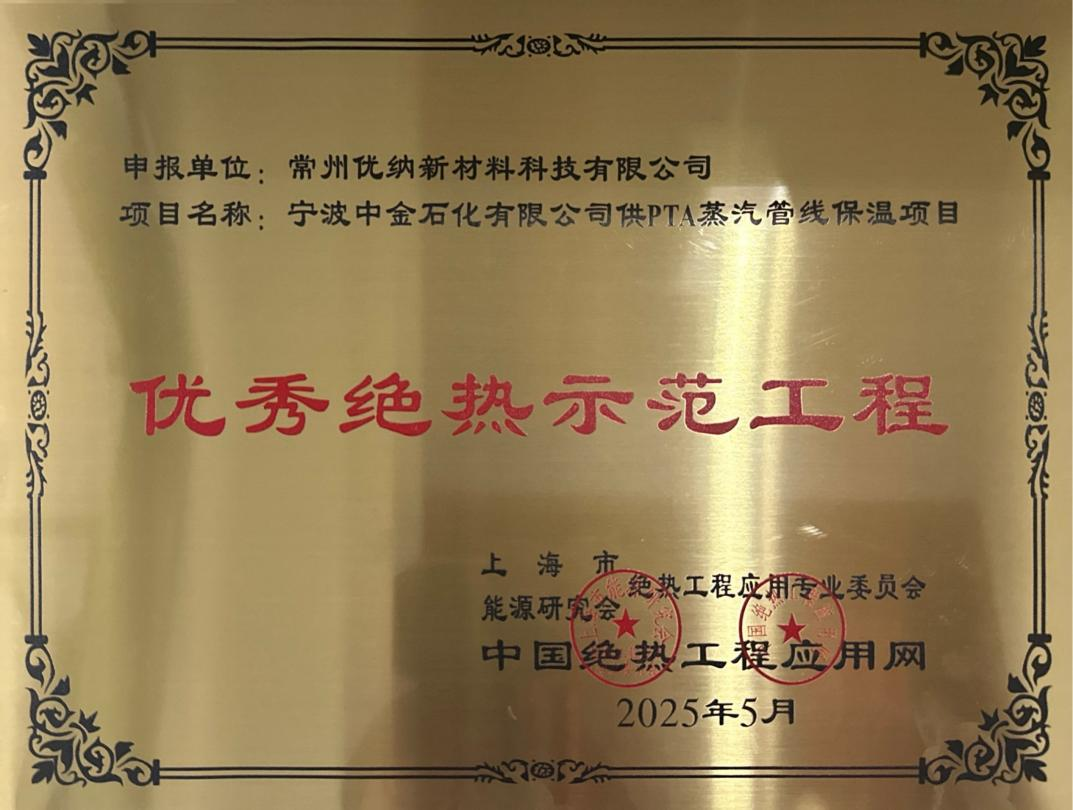 申报单位：常州优纳新材料科技有限公司
项目名称：宁波中金石化有限公司供PTA蒸汽管线保温项目
优秀绝热示范工程
上海市
能源研究会
绝热工程应用专业委员会
中国绝热工程应用网
2025年5月